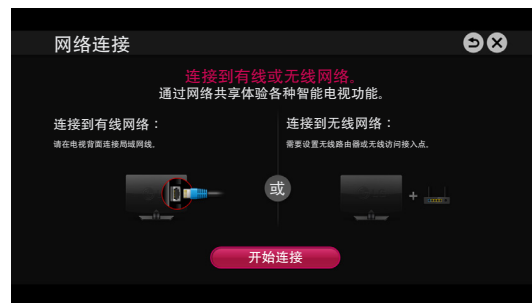 网络连接
连接到有线或无线网络。
通过网络共享体验各种智能电视功能。
连接到有线网络：
请在电视背面连接局域网线。
连接到无线网络：
需要设置无线路由器或无线访问接入点。
或
+
开始连接